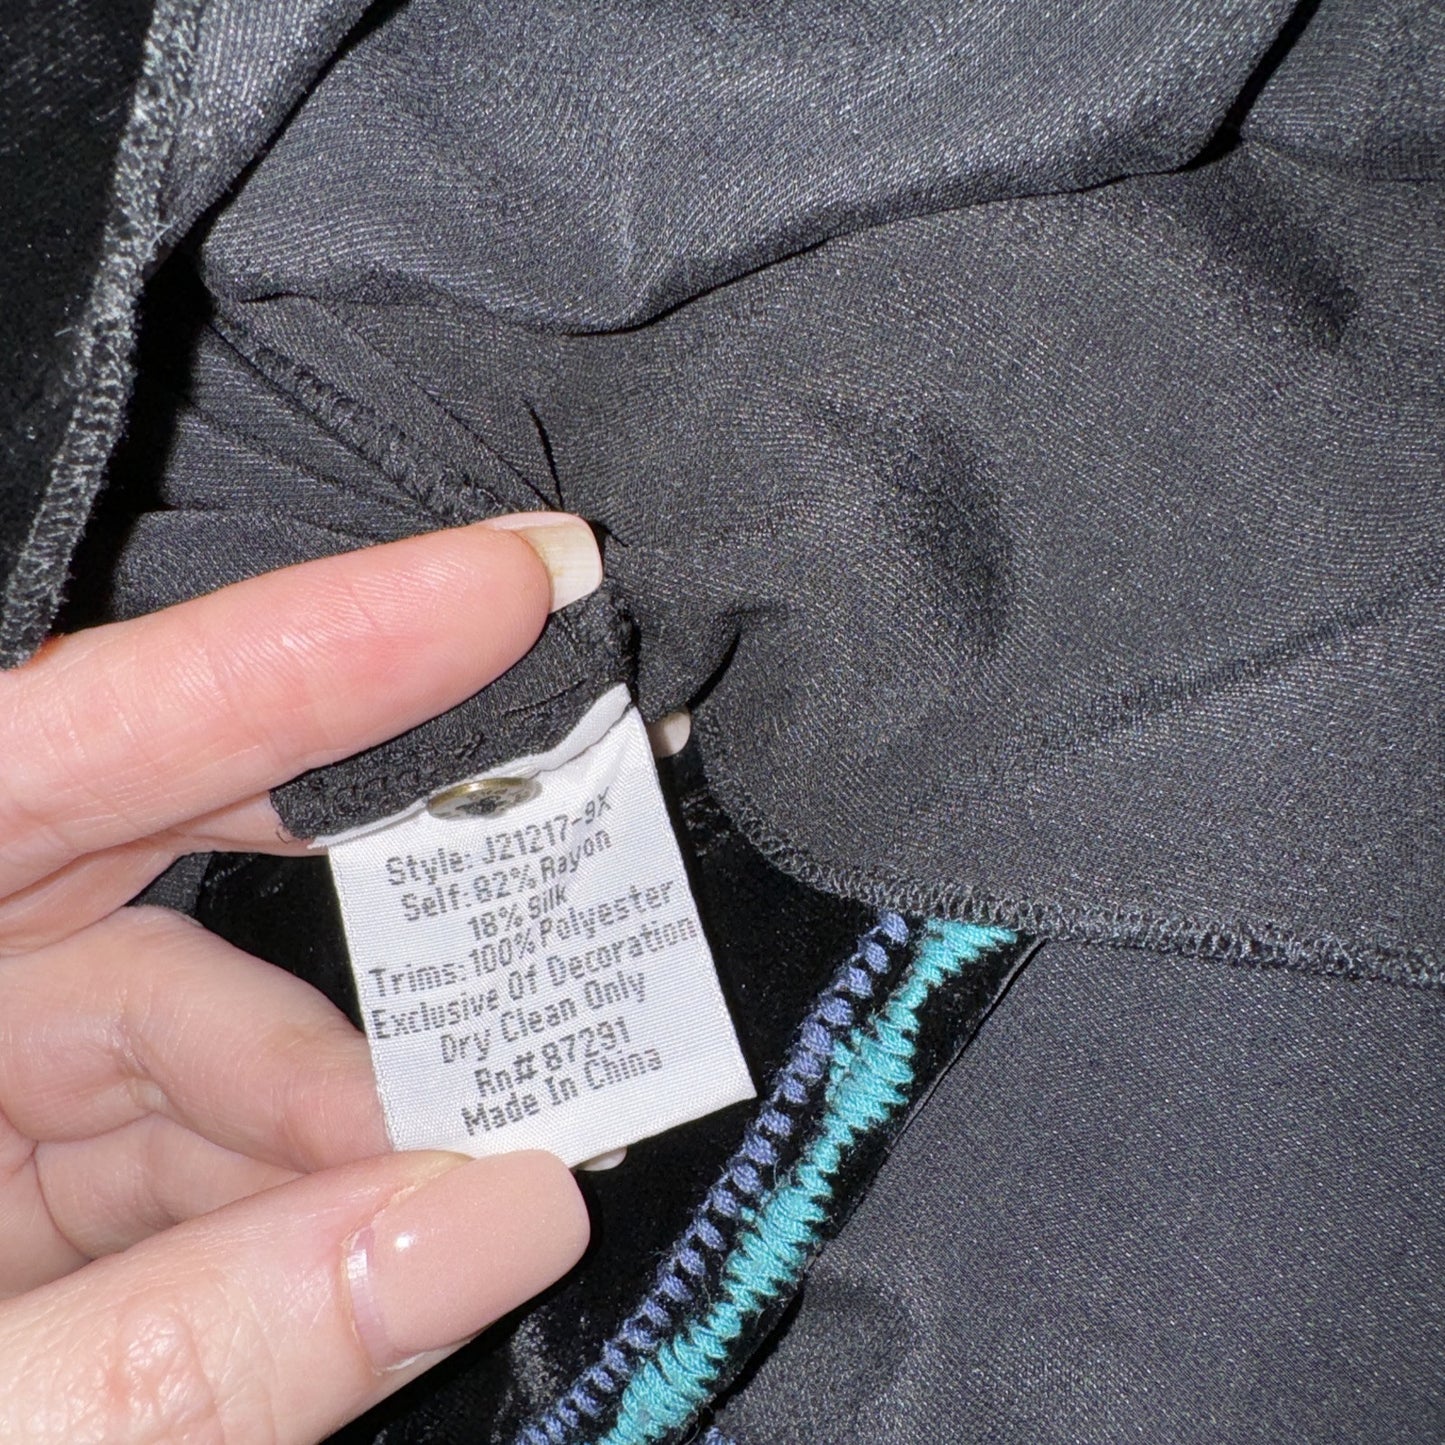 Style: J21217-9X
Self: 82% Rayon
18% Silk
Trims: 100% Polyester
Exclusive Of Decoration
Dry Clean Only
Rn# 87291
Made In China